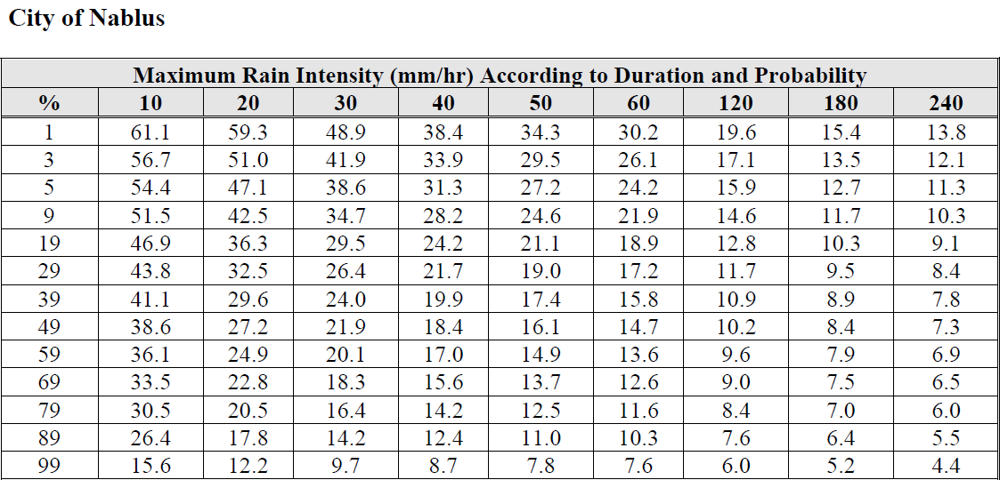 City of Nablus
Maximum Rain Intensity (mm/hr) According to Duration and Probability
% 10 20 30 40 50 60 120 180 240
1 61.1 59.3 48.9 38.4 34.3 30.2 19.6 15.4 13.8
3 56.7 51.0 41.9 33.9 29.5 26.1 17.1 13.5 12.1
5 54.4 47.1 38.6 31.3 27.2 24.2 15.9 12.7 11.3
9 51.5 42.5 34.7 28.2 24.6 21.9 14.6 11.7 10.3
19 46.9 36.3 29.5 24.2 21.1 18.9 12.8 10.3 9.1
29 43.8 32.5 26.4 21.7 19.0 17.2 11.7 9.5 8.4
39 41.1 29.6 24.0 19.9 17.4 15.8 10.9 8.9 7.8
49 38.6 27.2 21.9 18.4 16.1 14.7 10.2 8.4 7.3
59 36.1 24.9 20.1 17.0 14.9 13.6 9.6 7.9 6.9
69 33.5 22.8 18.3 15.6 13.7 12.6 9.0 7.5 6.5
79 30.5 20.5 16.4 14.2 12.5 11.6 8.4 7.0 6.0
89 26.4 17.8 14.2 12.4 11.0 10.3 7.6 6.4 5.5
99 15.6 12.2 9.7 8.7 7.8 7.6 6.0 5.2 4.4